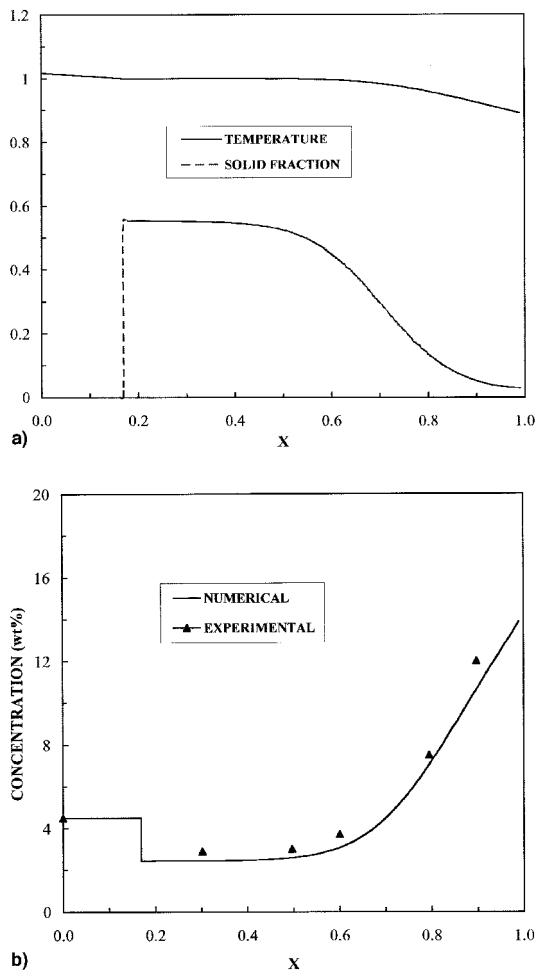 1.2
1
0.8
0.6
0.4
0.2
0
TEMPERATURE
SOLID FRACTION
0.0 0.2 0.4 0.6 0.8 1.0
a)
X
20
16
12
8
4
0
CONCENTRATION (wt%)
NUMERICAL
EXPERIMENTAL
0.0 0.2 0.4 0.6 0.8 1.0
b)
X